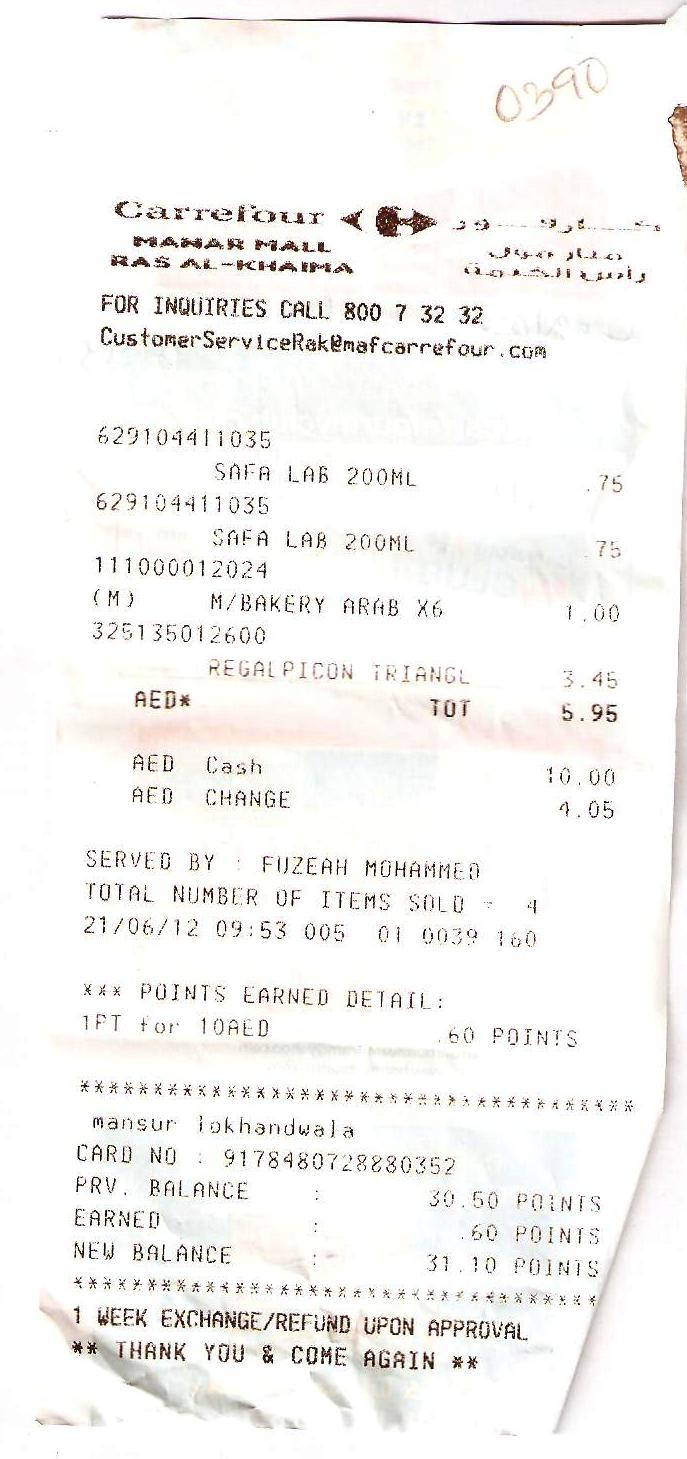 0390
Carrefour كارفور
MANAR MALL منار مول
RAS AL-KHAIMA رأس الخيمة
FOR INQUIRIES CALL 800 7 32 32
CustomerServiceRak@mafcarrefour.com
629104411035
SAFA LAB 200ML .75
629104411035
SAFA LAB 200ML .75
111000012024
(M) M/BAKERY ARAB X6 1.00
325135012600
REGALPICON TRIANGL 3.45
AED* TOT 5.95
AED Cash 10.00
AED CHANGE 4.05
SERVED BY : FUZEAH MOHAMMED
TOTAL NUMBER OF ITEMS SOLD = 4
21/06/12 09:53 005 01 0039 160
*** POINTS EARNED DETAIL:
1PT for 10AED .60 POINTS
**************************************
mansur lokhandwala
CARD NO : 9178480728880352
PRV. BALANCE : 30.50 POINTS
EARNED : .60 POINTS
NEW BALANCE : 31.10 POINTS
**************************************
1 WEEK EXCHANGE/REFUND UPON APPROVAL
** THANK YOU & COME AGAIN **